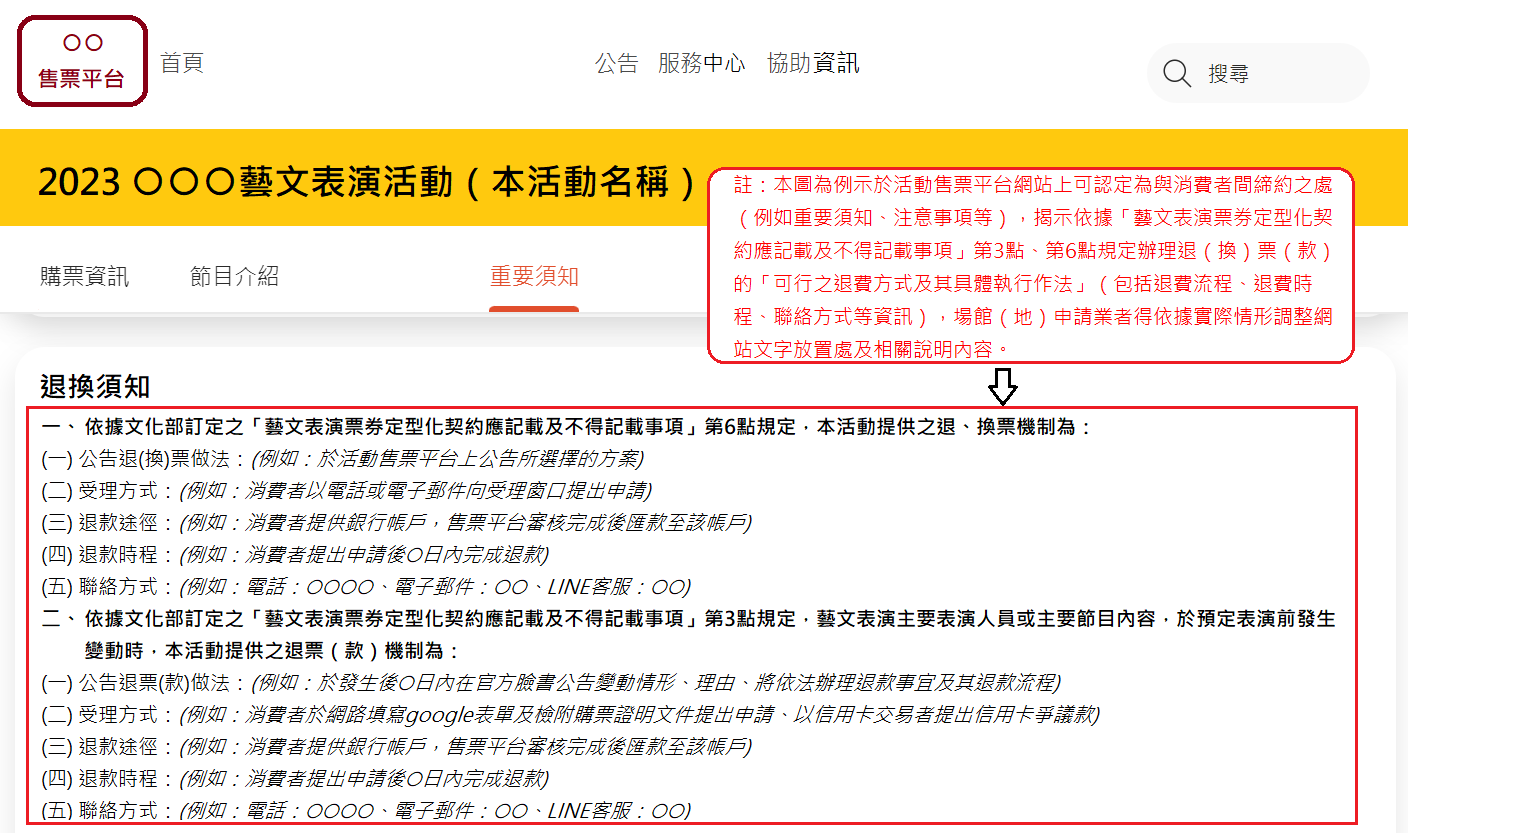 〇〇
售票平台
首頁
公告 服務中心 協助資訊
搜尋
2023 〇〇〇藝文表演活動（本活動名稱）
註：本圖為例示於活動售票平台網站上可認定為與消費者間締約之處
（例如重要須知、注意事項等），揭示依據「藝文表演票券定型化契
約應記載及不得記載事項」第3點、第6點規定辦理退（換）票（款）
的「可行之退費方式及其具體執行作法」（包括退費流程、退費時
程、聯絡方式等資訊），場館（地）申請業者得依據實際情形調整網
站文字放置處及相關說明內容。
購票資訊 節目介紹 重要須知
退換須知
一、依據文化部訂定之「藝文表演票券定型化契約應記載及不得記載事項」第6點規定，本活動提供之退、換票機制為：
(一) 公告退(換)票做法：(例如：於活動售票平台上公告所選擇的方案)
(二) 受理方式：(例如：消費者以電話或電子郵件向受理窗口提出申請)
(三) 退款途徑：(例如：消費者提供銀行帳戶，售票平台審核完成後匯款至該帳戶)
(四) 退款時程：(例如：消費者提出申請後〇日內完成退款)
(五) 聯絡方式：(例如：電話：〇〇〇〇、電子郵件：〇〇、LINE客服：〇〇)
二、依據文化部訂定之「藝文表演票券定型化契約應記載及不得記載事項」第3點規定，藝文表演主要表演人員或主要節目內容，於預定表演前發生
變動時，本活動提供之退票（款）機制為：
(一) 公告退票(款)做法：(例如：於發生後〇日內在官方臉書公告變動情形、理由、將依法辦理退款事宜及其退款流程)
(二) 受理方式：(例如：消費者於網路填寫google表單及檢附購票證明文件提出申請、以信用卡交易者提出信用卡爭議款)
(三) 退款途徑：(例如：消費者提供銀行帳戶，售票平台審核完成後匯款至該帳戶)
(四) 退款時程：(例如：消費者提出申請後〇日內完成退款)
(五) 聯絡方式：(例如：電話：〇〇〇〇、電子郵件：〇〇、LINE客服：〇〇)